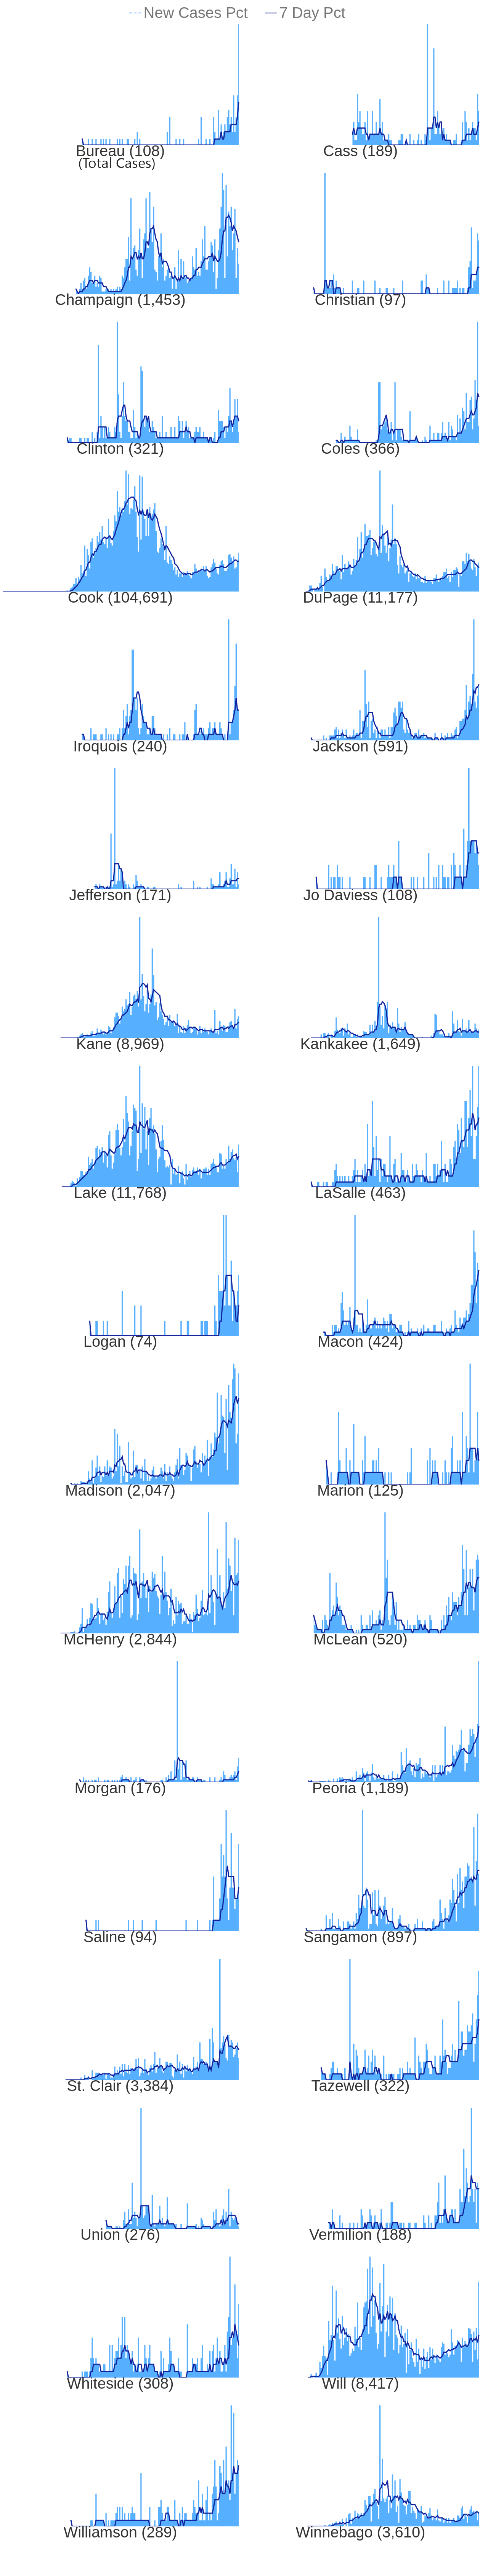 New Cases Pct 7 Day Pct
Bureau (108) Cass (189)
(Total Cases)
Champaign (1,453) Christian (97)
Clinton (321) Coles (366)
Cook (104,691) DuPage (11,177)
Iroquois (240) Jackson (591)
Jefferson (171) Jo Daviess (108)
Kane (8,969) Kankakee (1,649)
Lake (11,768) LaSalle (463)
Logan (74) Macon (424)
Madison (2,047) Marion (125)
McHenry (2,844) McLean (520)
Morgan (176) Peoria (1,189)
Saline (94) Sangamon (897)
St. Clair (3,384) Tazewell (322)
Union (276) Vermilion (188)
Whiteside (308) Will (8,417)
Williamson (289) Winnebago (3,610)